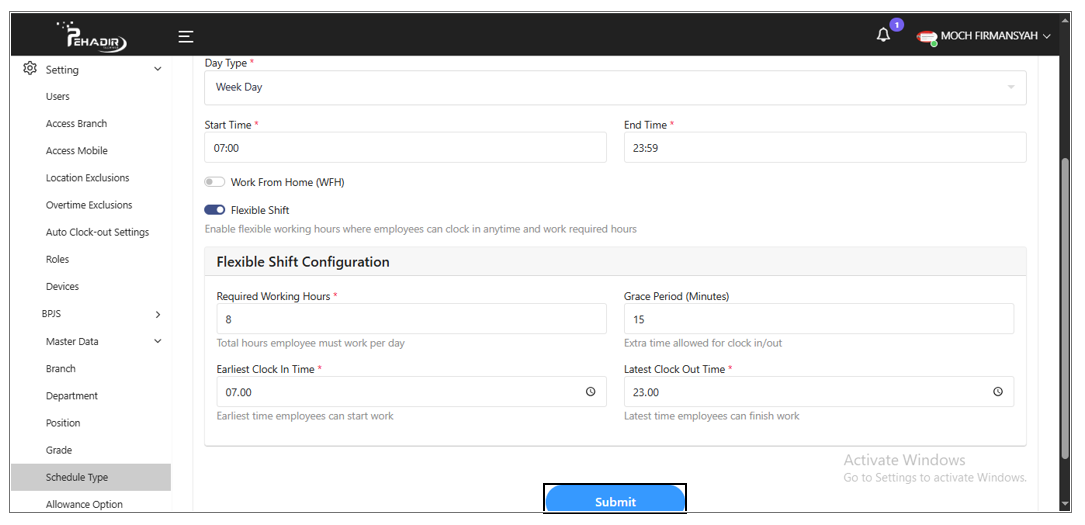 PEHADIR
1
MOCH FIRMANSYAH
Setting
Users
Access Branch
Access Mobile
Location Exclusions
Overtime Exclusions
Auto Clock-out Settings
Roles
Devices
BPJS
Master Data
Branch
Department
Position
Grade
Schedule Type
Allowance Option
Day Type *
Week Day
Start Time *
07:00
End Time *
23:59
Work From Home (WFH)
Flexible Shift
Enable flexible working hours where employees can clock in anytime and work required hours
Flexible Shift Configuration
Required Working Hours *
8
Total hours employee must work per day
Grace Period (Minutes)
15
Extra time allowed for clock in/out
Earliest Clock In Time *
07.00
Earliest time employees can start work
Latest Clock Out Time *
23.00
Latest time employees can finish work
Activate Windows
Go to Settings to activate Windows.
Submit